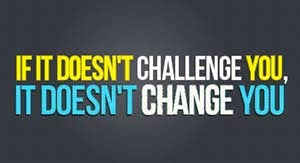 IF IT DOESN'T CHALLENGE YOU,
IT DOESN'T CHANGE YOU